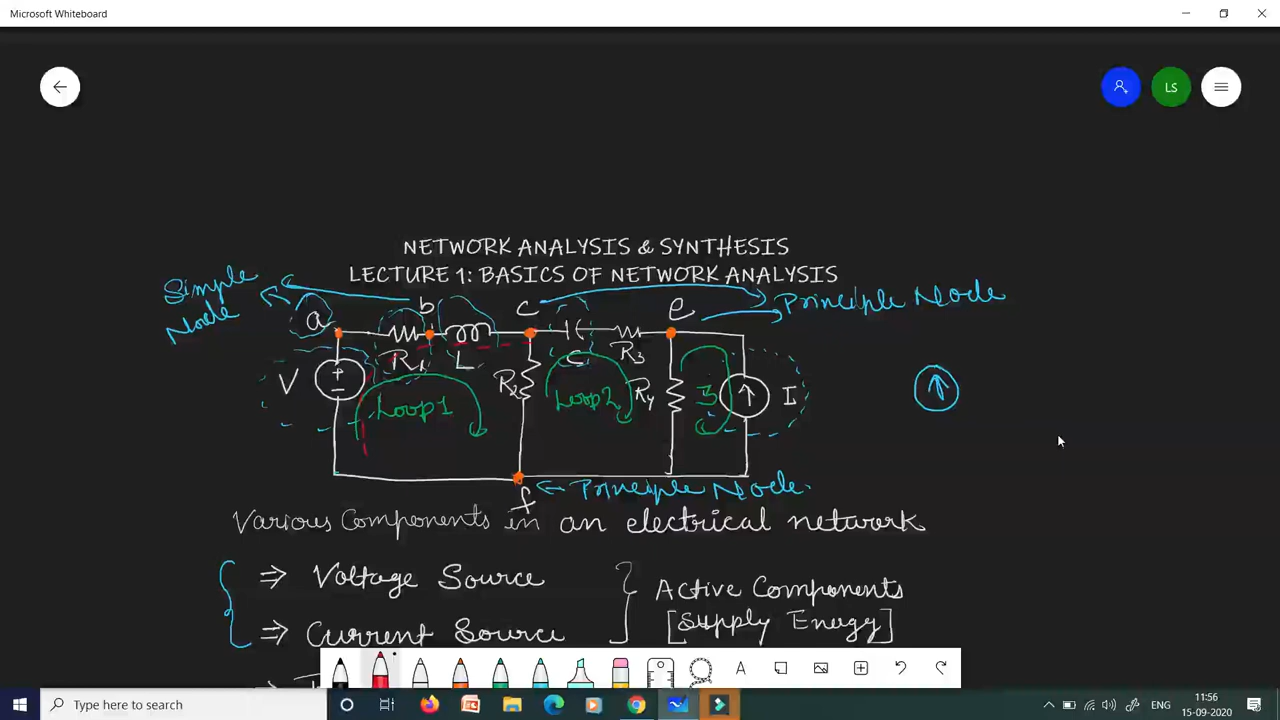 Microsoft Whiteboard
LS
NETWORK ANALYSIS & SYNTHESIS
LECTURE 1: BASICS OF NETWORK ANALYSIS
Simple
Node
a
b
c
e
Principle Node
R1
L
C
R3
V
+
-
Loop1
R2
Loop2
R4
3
I
f
Principle Node
Various Components in an electrical network
⇒ Voltage Source
⇒ Current Source
Active Components
[Supply Energy]
A
Type here to search
ENG
11:56
15-09-2020